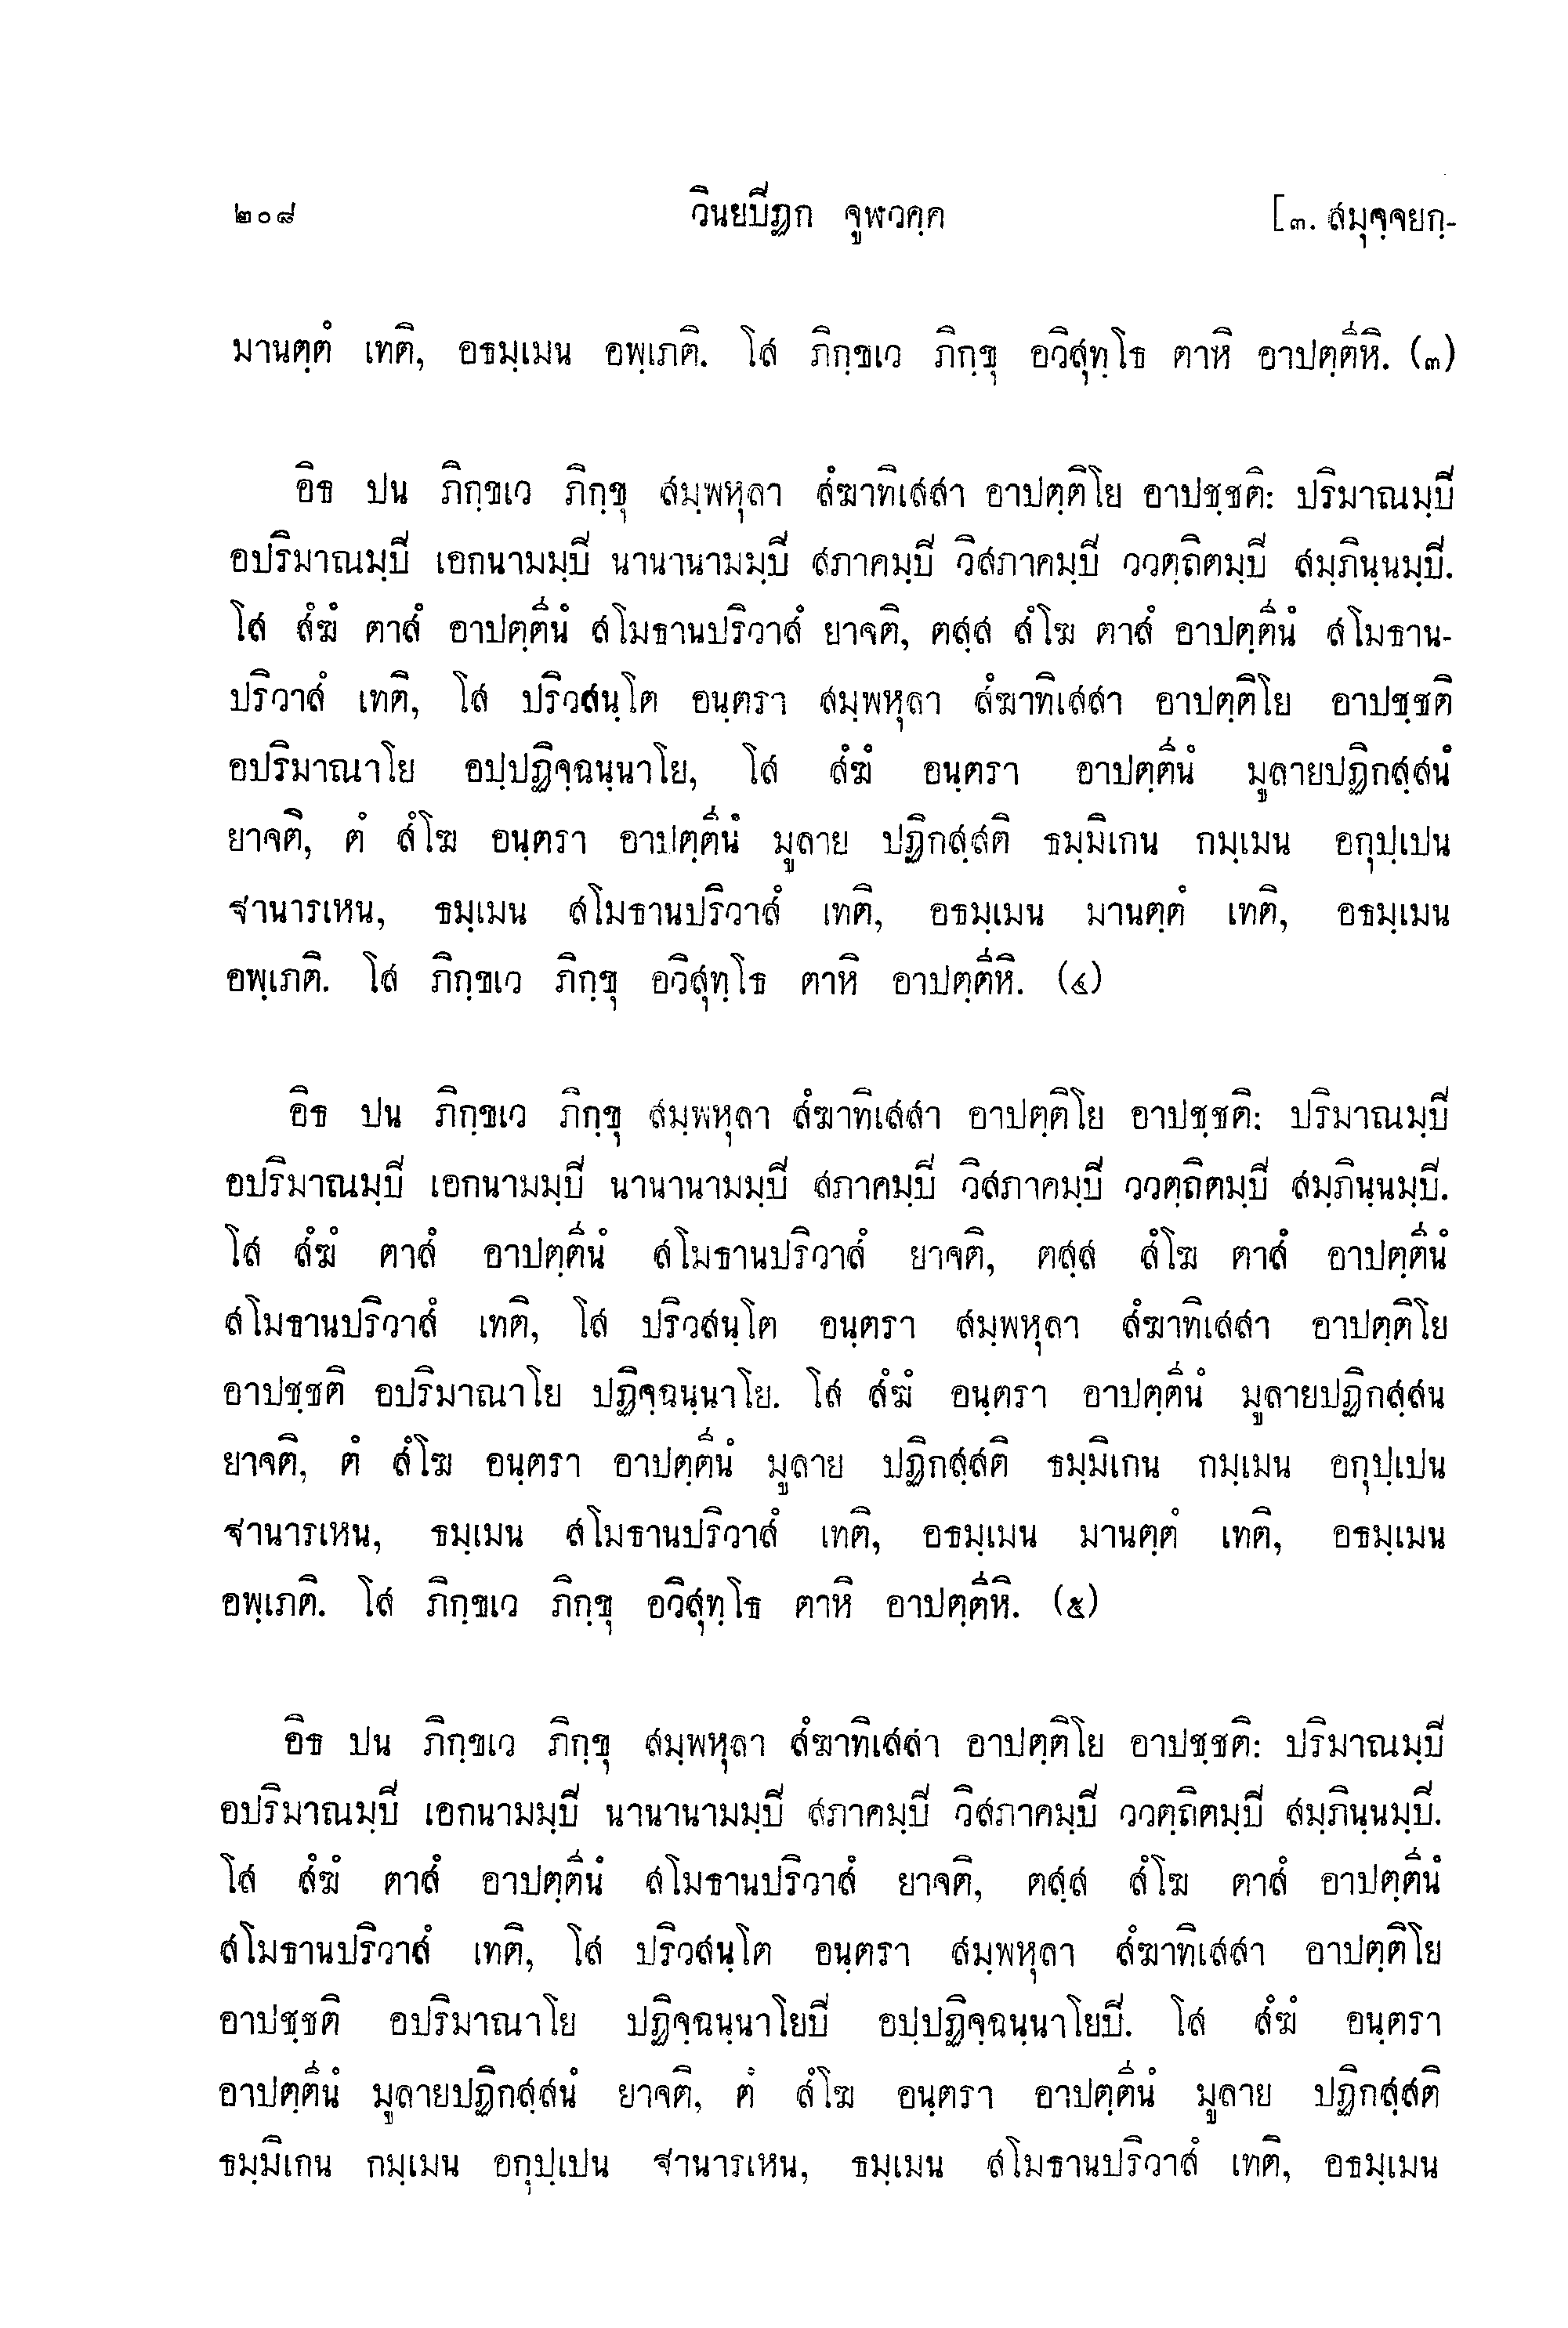 ๒๐๘ วินยปิฏก จูฬวคฺค [๓. สมุจฺจยกฺ-
มานตฺตํ เทติ, อธมฺเมน อพฺเภติ. โส ภิกฺขเว ภิกฺขุ อวิสุทฺโธ ตาหิ อาปตฺตีหิ. (๓)
อิธ ปน ภิกฺขเว ภิกฺขุ สมฺพหุลา สํฆาทิเสสา อาปตฺติโย อาปชฺชติ: ปริมาณมฺปิ
อปริมาณมฺปิ เอกนามมฺปิ นานานามมฺปิ สภาคมฺปิ วิสภาคมฺปิ ววตฺถิตมฺปิ สมฺภินฺนมฺปิ.
โส สํฆํ ตาสํ อาปตฺตีนํ สโมธานปริวาสํ ยาจติ, ตสฺส สํโฆ ตาสํ อาปตฺตีนํ สโมธาน-
ปริวาสํ เทติ, โส ปริวสนฺโต อนฺตรา สมฺพหุลา สํฆาทิเสสา อาปตฺติโย อาปชฺชติ
อปริมาณาโย อปฺปฏิจฺฉนฺนาโย, โส สํฆํ อนฺตรา อาปตฺตีนํ มูลายปฏิกสฺสนํ
ยาจติ, ตํ สํโฆ อนฺตรา อาปตฺตีนํ มูลาย ปฏิกสฺสติ ธมฺมิเกน กมฺเมน อกุปฺเปน
ฐานารเหน, ธมฺเมน สโมธานปริวาสํ เทติ, อธมฺเมน มานตฺตํ เทติ, อธมฺเมน
อพฺเภติ. โส ภิกฺขเว ภิกฺขุ อวิสุทฺโธ ตาหิ อาปตฺตีหิ. (๔)
อิธ ปน ภิกฺขเว ภิกฺขุ สมฺพหุลา สํฆาทิเสสา อาปตฺติโย อาปชฺชติ: ปริมาณมฺปิ
อปริมาณมฺปิ เอกนามมฺปิ นานานามมฺปิ สภาคมฺปิ วิสภาคมฺปิ ววตฺถิตมฺปิ สมฺภินฺนมฺปิ.
โส สํฆํ ตาสํ อาปตฺตีนํ สโมธานปริวาสํ ยาจติ, ตสฺส สํโฆ ตาสํ อาปตฺตีนํ
สโมธานปริวาสํ เทติ, โส ปริวสนฺโต อนฺตรา สมฺพหุลา สํฆาทิเสสา อาปตฺติโย
อาปชฺชติ อปริมาณาโย ปฏิจฺฉนฺนาโย. โส สํฆํ อนฺตรา อาปตฺตีนํ มูลายปฏิกสฺสน
ยาจติ, ตํ สํโฆ อนฺตรา อาปตฺตีนํ มูลาย ปฏิกสฺสติ ธมฺมิเกน กมฺเมน อกุปฺเปน
ฐานารเหน, ธมฺเมน สโมธานปริวาสํ เทติ, อธมฺเมน มานตฺตํ เทติ, อธมฺเมน
อพฺเภติ. โส ภิกฺขเว ภิกฺขุ อวิสุทฺโธ ตาหิ อาปตฺตีหิ. (๕)
อิธ ปน ภิกฺขเว ภิกฺขุ สมฺพหุลา สํฆาทิเสสา อาปตฺติโย อาปชฺชติ: ปริมาณมฺปิ
อปริมาณมฺปิ เอกนามมฺปิ นานานามมฺปิ สภาคมฺปิ วิสภาคมฺปิ ววตฺถิตมฺปิ สมฺภินฺนมฺปิ.
โส สํฆํ ตาสํ อาปตฺตีนํ สโมธานปริวาสํ ยาจติ, ตสฺส สํโฆ ตาสํ อาปตฺตีนํ
สโมธานปริวาสํ เทติ, โส ปริวสนฺโต อนฺตรา สมฺพหุลา สํฆาทิเสสา อาปตฺติโย
อาปชฺชติ อปริมาณาโย ปฏิจฺฉนฺนาโยปิ อปฺปฏิจฺฉนฺนาโยปิ. โส สํฆํ อนฺตรา
อาปตฺตีนํ มูลายปฏิกสฺสนํ ยาจติ, ตํ สํโฆ อนฺตรา อาปตฺตีนํ มูลาย ปฏิกสฺสติ
ธมฺมิเกน กมฺเมน อกุปฺเปน ฐานารเหน, ธมฺเมน สโมธานปริวาสํ เทติ, อธมฺเมน